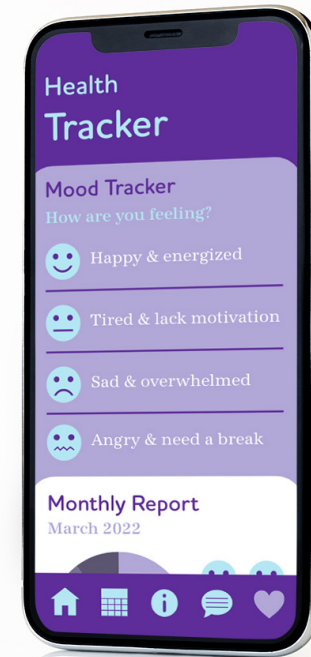 Health
Tracker
Mood Tracker
How are you feeling?
Happy & energized
Tired & lack motivation
Sad & overwhelmed
Angry & need a break
Monthly Report
March 2022